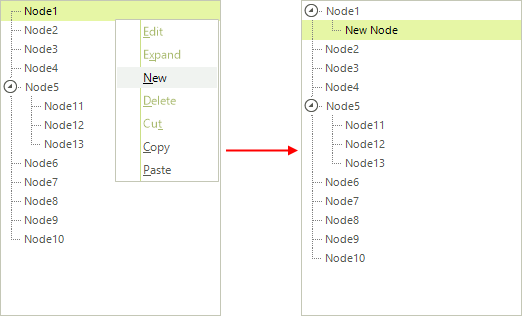 Node1
Node2
Node3
Node4
Node5
Node11
Node12
Node13
Node6
Node7
Node8
Node9
Node10
Edit
Expand
New
Delete
Cut
Copy
Paste
Node1
New Node
Node2
Node3
Node4
Node5
Node11
Node12
Node13
Node6
Node7
Node8
Node9
Node10